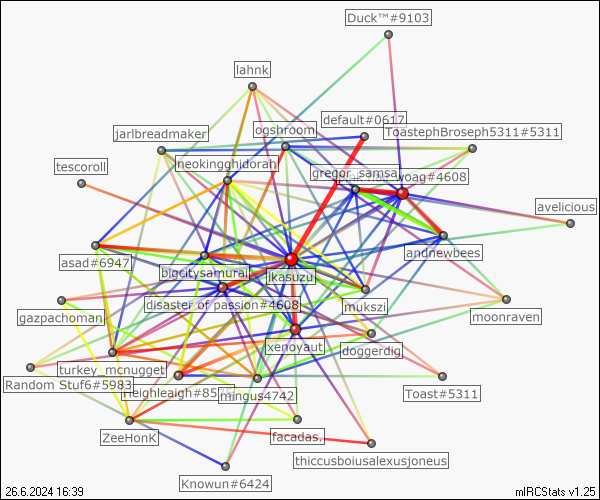 Duck™#9103
lahnk
default#0617
jarlbreadmaker
ogshroom
ToastephBroseph5311#5311
tescoroll
neokingghidorah
gregor_samsa
woag#4608
avelicious
asad#6947
bigcitysamurai
jkasuzu
andnewbees
gazpachoman
disaster of passion#4608
mukszi
moonraven
xenoyaut
doggerdig
turkey_mcnugget
Random Stuf6#5983
Heighleigh#85
mingus4742
Toast#5311
ZeeHonk
facadas.
thiccusboiusalexusjoneus
Knowun#6424
26.6.2024 16:39
mIRCStats v1.25